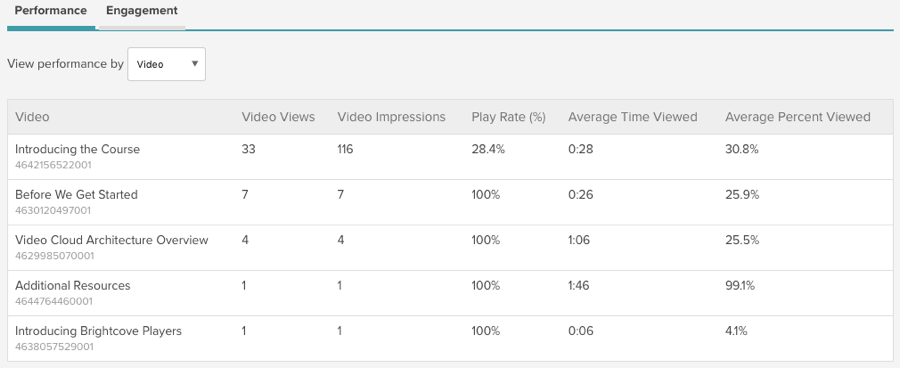 Performance Engagement
View performance by Video
Video Video Views Video Impressions Play Rate (%) Average Time Viewed Average Percent Viewed
Introducing the Course 33 116 28.4% 0:28 30.8%
4642156522001
Before We Get Started 7 7 100% 0:26 25.9%
4630120497001
Video Cloud Architecture Overview 4 4 100% 1:06 25.5%
4629985070001
Additional Resources 1 1 100% 1:46 99.1%
4644764460001
Introducing Brightcove Players 1 1 100% 0:06 4.1%
4638057529001